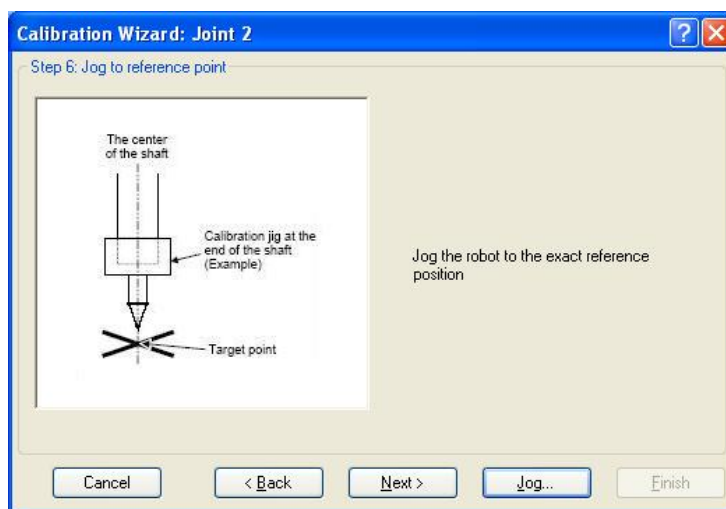 Calibration Wizard: Joint 2
Step 6: Jog to reference point
The center
of the shaft
Calibration jig at the
end of the shaft
(Example)
Target point
Jog the robot to the exact reference
position
Cancel
< Back
Next >
Jog...
Finish